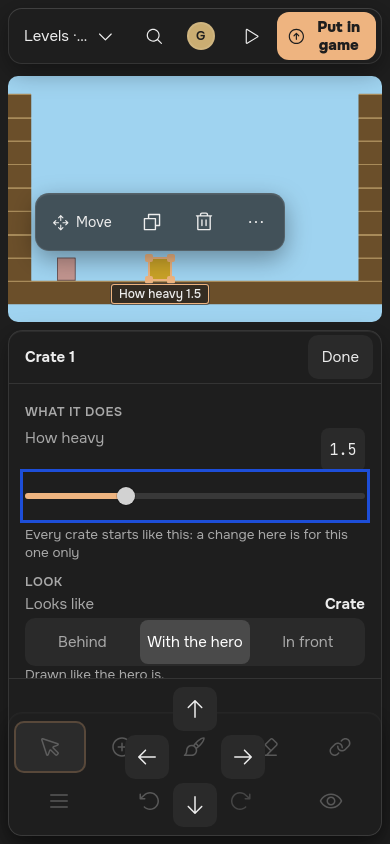 Levels ·...
G
Put in
game
Move
How heavy 1.5
Crate 1
Done
WHAT IT DOES
How heavy
1.5
Every crate starts like this: a change here is for this
one only
LOOK
Looks like
Crate
Behind
With the hero
In front
Drawn like the hero is.